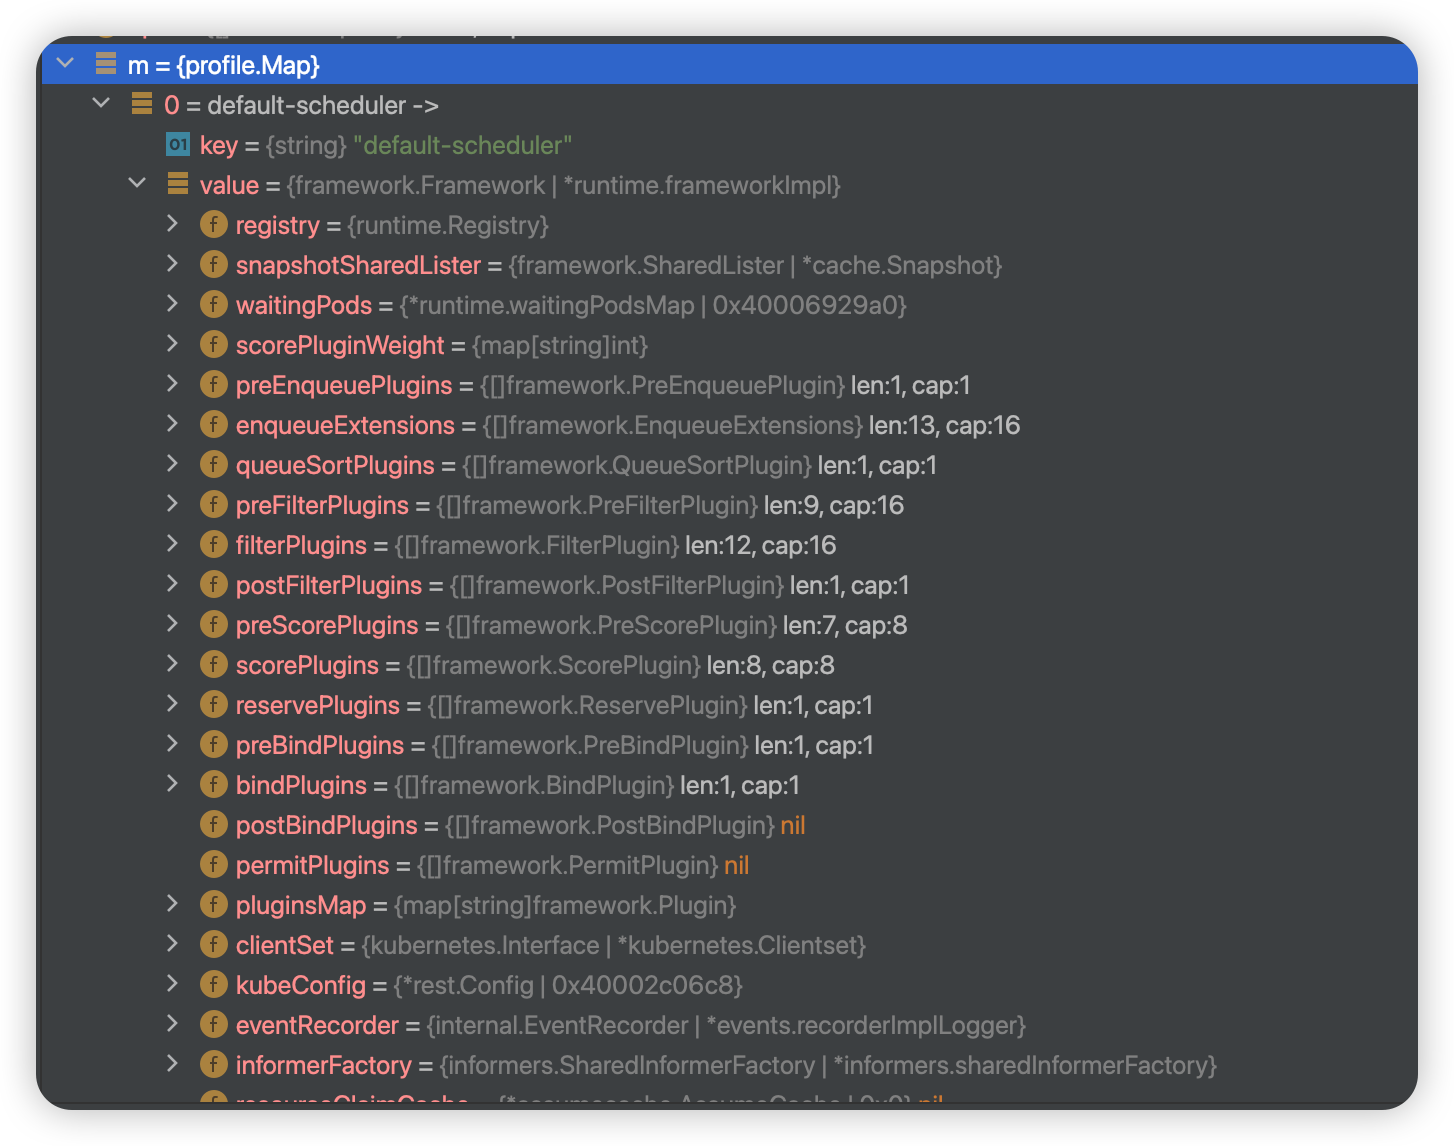 m = {profile.Map}
0 = default-scheduler ->
01 key = {string} "default-scheduler"
value = {framework.Framework | *runtime.frameworkImpl}
f registry = {runtime.Registry}
f snapshotSharedLister = {framework.SharedLister | *cache.Snapshot}
f waitingPods = {*runtime.waitingPodsMap | 0x40006929a0}
f scorePluginWeight = {map[string]int}
f preEnqueuePlugins = {[]framework.PreEnqueuePlugin} len:1, cap:1
f enqueueExtensions = {[]framework.EnqueueExtensions} len:13, cap:16
f queueSortPlugins = {[]framework.QueueSortPlugin} len:1, cap:1
f preFilterPlugins = {[]framework.PreFilterPlugin} len:9, cap:16
f filterPlugins = {[]framework.FilterPlugin} len:12, cap:16
f postFilterPlugins = {[]framework.PostFilterPlugin} len:1, cap:1
f preScorePlugins = {[]framework.PreScorePlugin} len:7, cap:8
f scorePlugins = {[]framework.ScorePlugin} len:8, cap:8
f reservePlugins = {[]framework.ReservePlugin} len:1, cap:1
f preBindPlugins = {[]framework.PreBindPlugin} len:1, cap:1
f bindPlugins = {[]framework.BindPlugin} len:1, cap:1
f postBindPlugins = {[]framework.PostBindPlugin} nil
f permitPlugins = {[]framework.PermitPlugin} nil
f pluginsMap = {map[string]framework.Plugin}
f clientSet = {kubernetes.Interface | *kubernetes.Clientset}
f kubeConfig = {*rest.Config | 0x40002c06c8}
f eventRecorder = {internal.EventRecorder | *events.recorderImplLogger}
f informerFactory = {informers.SharedInformerFactory | *informers.sharedInformerFactory}
f resourceClaimCache = {*assumecache.AssumeCache | 0x0} nil